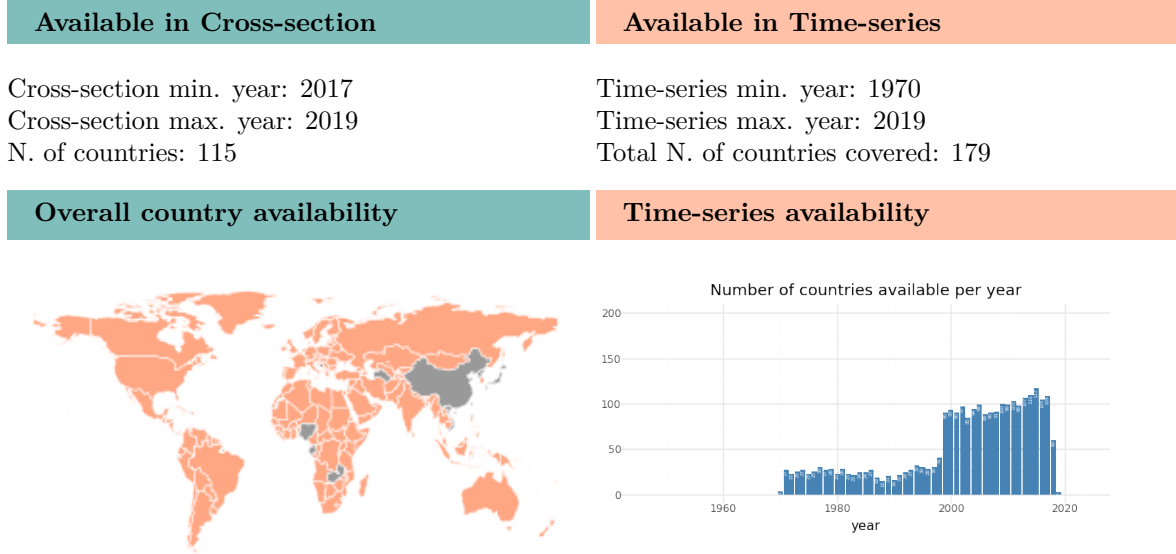 Available in Cross-section
Available in Time-series
Cross-section min. year: 2017
Cross-section max. year: 2019
N. of countries: 115
Time-series min. year: 1970
Time-series max. year: 2019
Total N. of countries covered: 179
Overall country availability
Time-series availability
Number of countries available per year
200
150
100
50
0
1960
1980
2000
2020
year